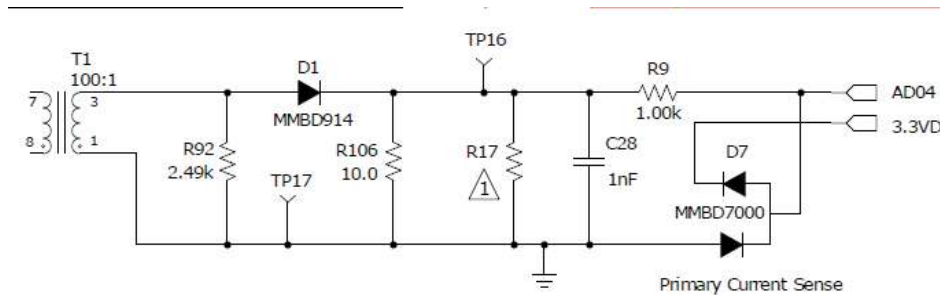 TP16
T1
100:1
7
3
8
1
D1
MMBD914
R92
2.49k
TP17
R106
10.0
R17
1
C28
1nF
R9
1.00k
AD04
3.3VD
D7
MMBD7000
Primary Current Sense